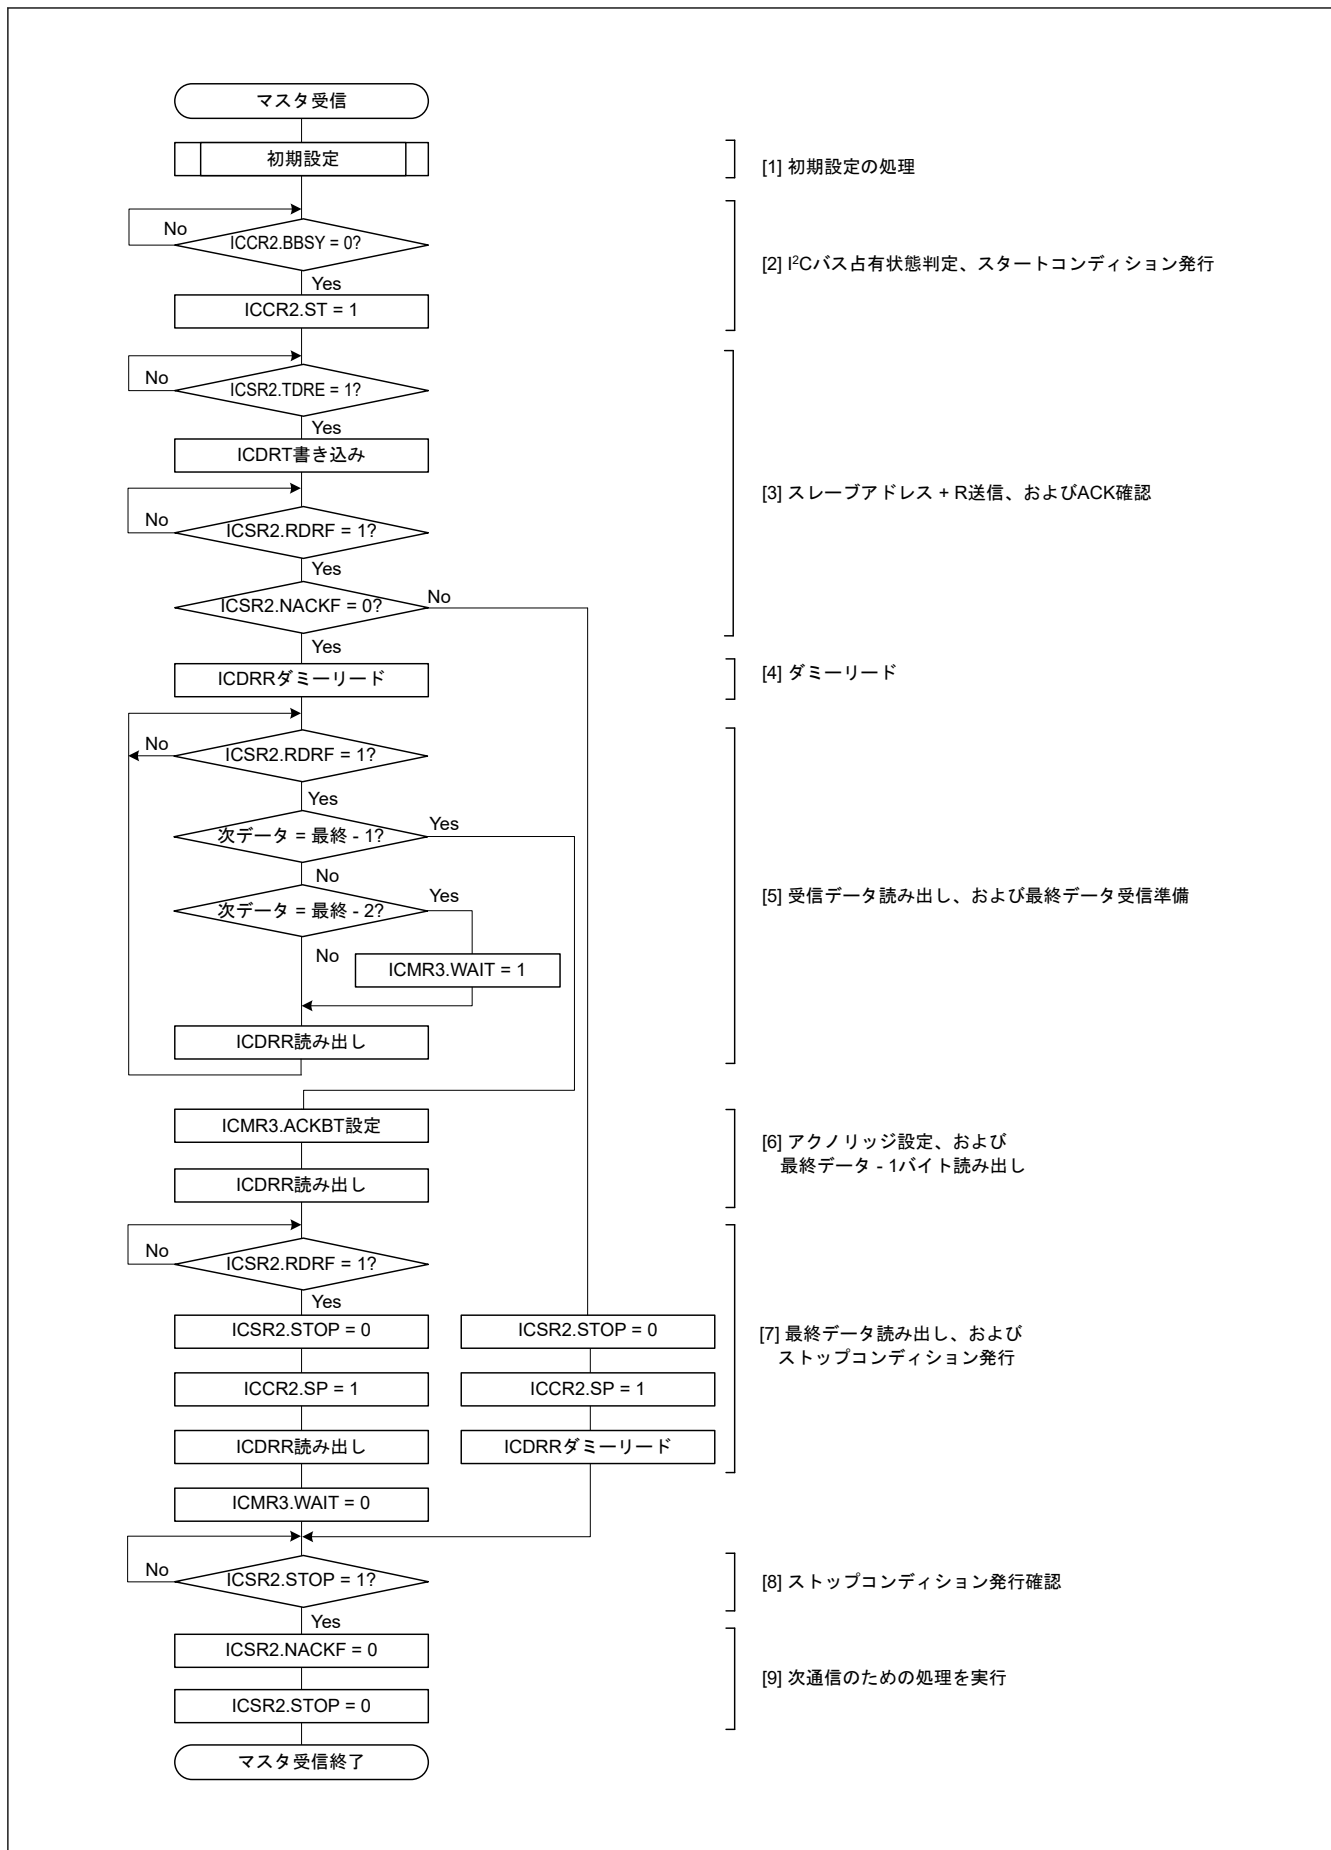 マスタ受信
初期設定
[1] 初期設定の処理
No
ICCR2.BBSY = 0?
[2] I²Cバス占有状態判定、スタートコンディション発行
Yes
ICCR2.ST = 1
No
ICSR2.TDRE = 1?
Yes
ICDRT書き込み
[3] スレーブアドレス + R送信、およびACK確認
No
ICSR2.RDRF = 1?
Yes
ICSR2.NACKF = 0?
No
Yes
ICDRRダミーリード
[4] ダミーリード
No
ICSR2.RDRF = 1?
Yes
次データ = 最終 - 1?
Yes
No
次データ = 最終 - 2?
Yes
[5] 受信データ読み出し、および最終データ受信準備
No
ICMR3.WAIT = 1
ICDRR読み出し
ICMR3.ACKBT設定
[6] アクノリッジ設定、および
最終データ - 1バイト読み出し
ICDRR読み出し
No
ICSR2.RDRF = 1?
Yes
ICSR2.STOP = 0
ICSR2.STOP = 0
[7] 最終データ読み出し、および
ストップコンディション発行
ICCR2.SP = 1
ICCR2.SP = 1
ICDRR読み出し
ICDRRダミーリード
ICMR3.WAIT = 0
No
ICSR2.STOP = 1?
[8] ストップコンディション発行確認
Yes
ICSR2.NACKF = 0
[9] 次通信のための処理を実行
ICSR2.STOP = 0
マスタ受信終了